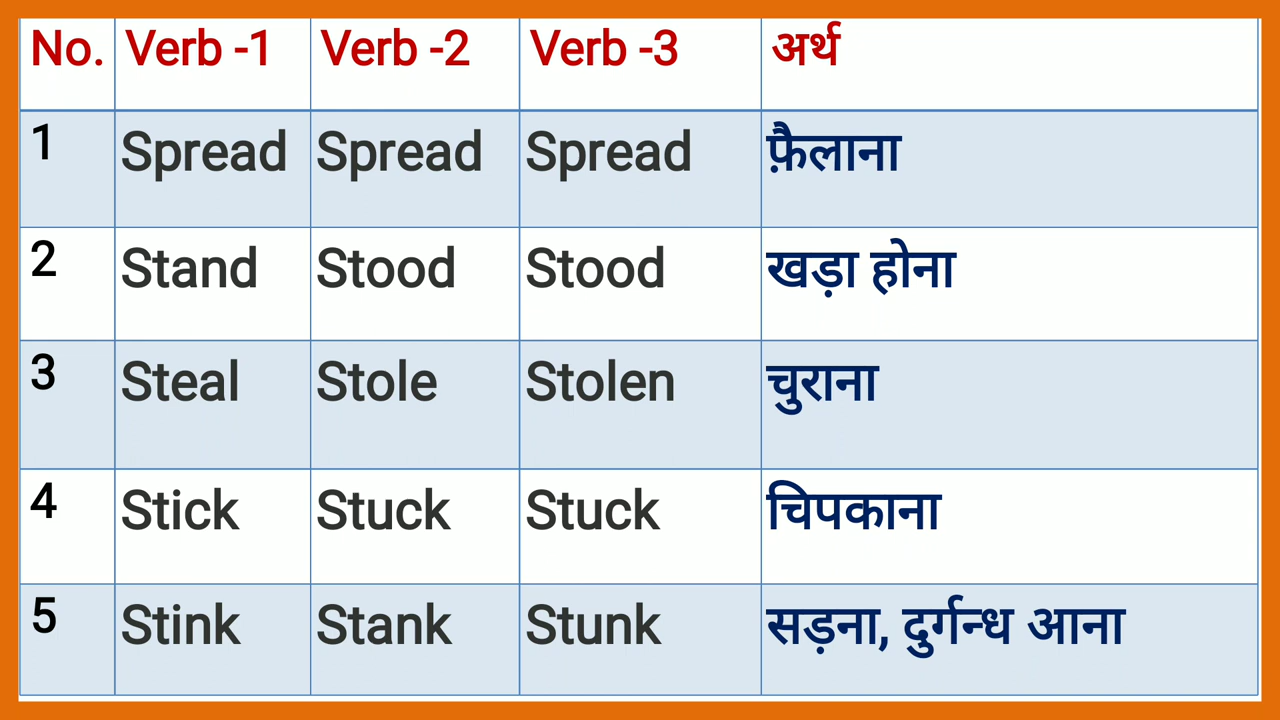 No. Verb -1 Verb -2 Verb -3 अर्थ
1 Spread Spread Spread फ़ैलाना
2 Stand Stood Stood खड़ा होना
3 Steal Stole Stolen चुराना
4 Stick Stuck Stuck चिपकाना
5 Stink Stank Stunk सड़ना, दुर्गन्ध आना